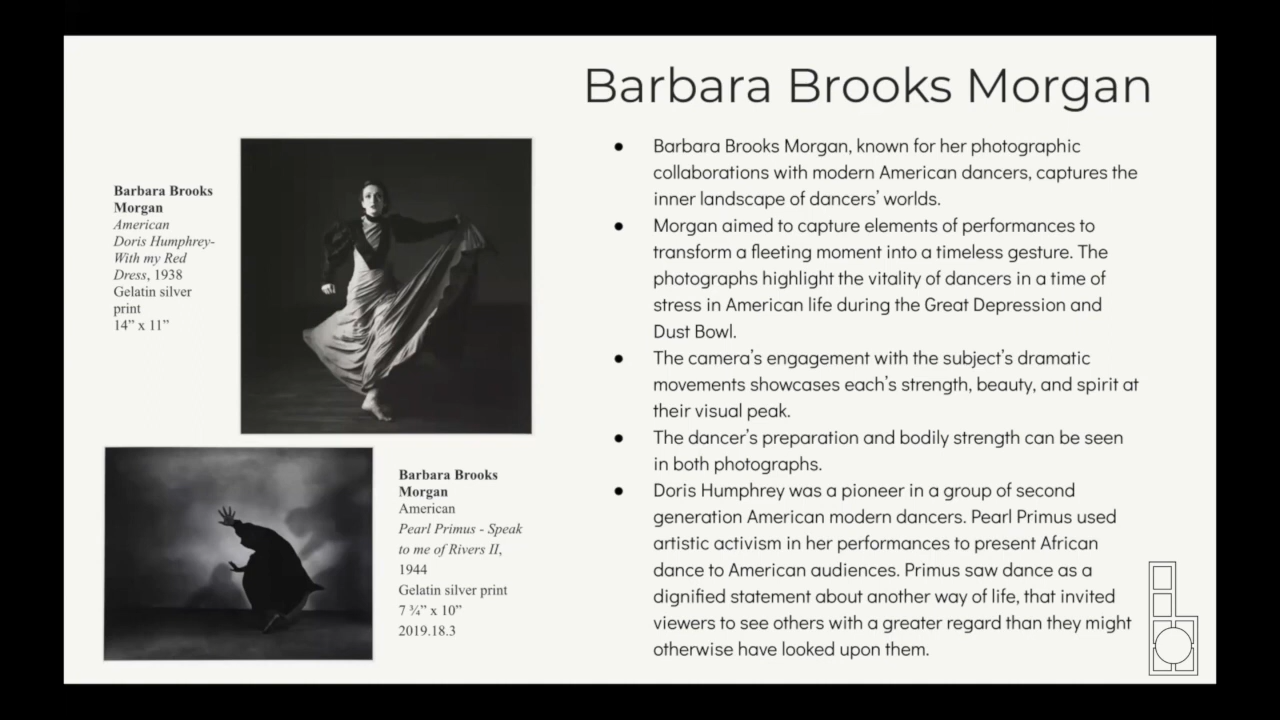 Barbara Brooks Morgan
Barbara Brooks
Morgan
American
Doris Humphrey-
With my Red
Dress, 1938
Gelatin silver
print
14” x 11”
Barbara Brooks
Morgan
American
Pearl Primus - Speak
to me of Rivers II,
1944
Gelatin silver print
7 ¾” x 10”
2019.18.3
● Barbara Brooks Morgan, known for her photographic
collaborations with modern American dancers, captures the
inner landscape of dancers’ worlds.
● Morgan aimed to capture elements of performances to
transform a fleeting moment into a timeless gesture. The
photographs highlight the vitality of dancers in a time of
stress in American life during the Great Depression and
Dust Bowl.
● The camera’s engagement with the subject’s dramatic
movements showcases each’s strength, beauty, and spirit at
their visual peak.
● The dancer’s preparation and bodily strength can be seen
in both photographs.
● Doris Humphrey was a pioneer in a group of second
generation American modern dancers. Pearl Primus used
artistic activism in her performances to present African
dance to American audiences. Primus saw dance as a
dignified statement about another way of life, that invited
viewers to see others with a greater regard than they might
otherwise have looked upon them.